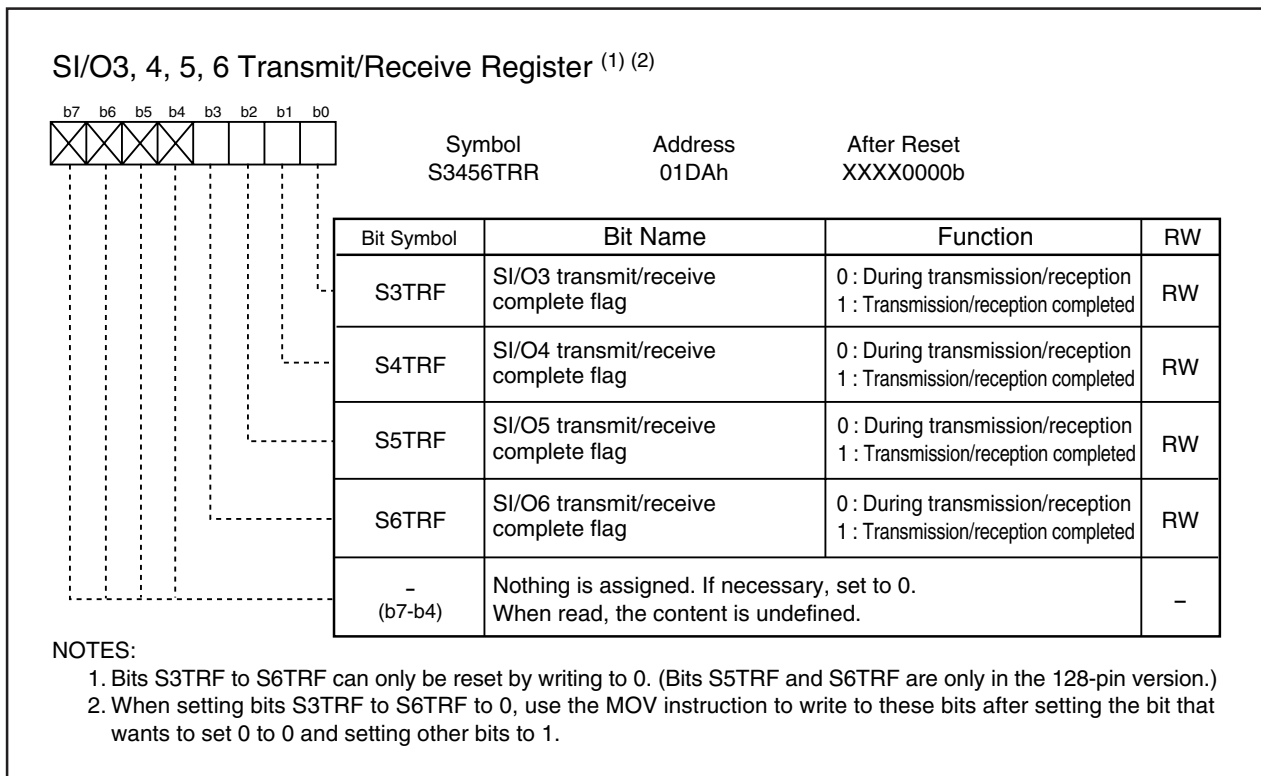 SI/O3, 4, 5, 6 Transmit/Receive Register (1) (2)
b7 b6 b5 b4 b3 b2 b1 b0
Symbol Address After Reset
S3456TRR 01DAh XXXX0000b
Bit Symbol Bit Name Function RW
S3TRF SI/O3 transmit/receive complete flag 0 : During transmission/reception 1 : Transmission/reception completed RW
S4TRF SI/O4 transmit/receive complete flag 0 : During transmission/reception 1 : Transmission/reception completed RW
S5TRF SI/O5 transmit/receive complete flag 0 : During transmission/reception 1 : Transmission/reception completed RW
S6TRF SI/O6 transmit/receive complete flag 0 : During transmission/reception 1 : Transmission/reception completed RW
– (b7-b4) Nothing is assigned. If necessary, set to 0. When read, the content is undefined. –
NOTES:
1. Bits S3TRF to S6TRF can only be reset by writing to 0. (Bits S5TRF and S6TRF are only in the 128-pin version.)
2. When setting bits S3TRF to S6TRF to 0, use the MOV instruction to write to these bits after setting the bit that
wants to set 0 to 0 and setting other bits to 1.